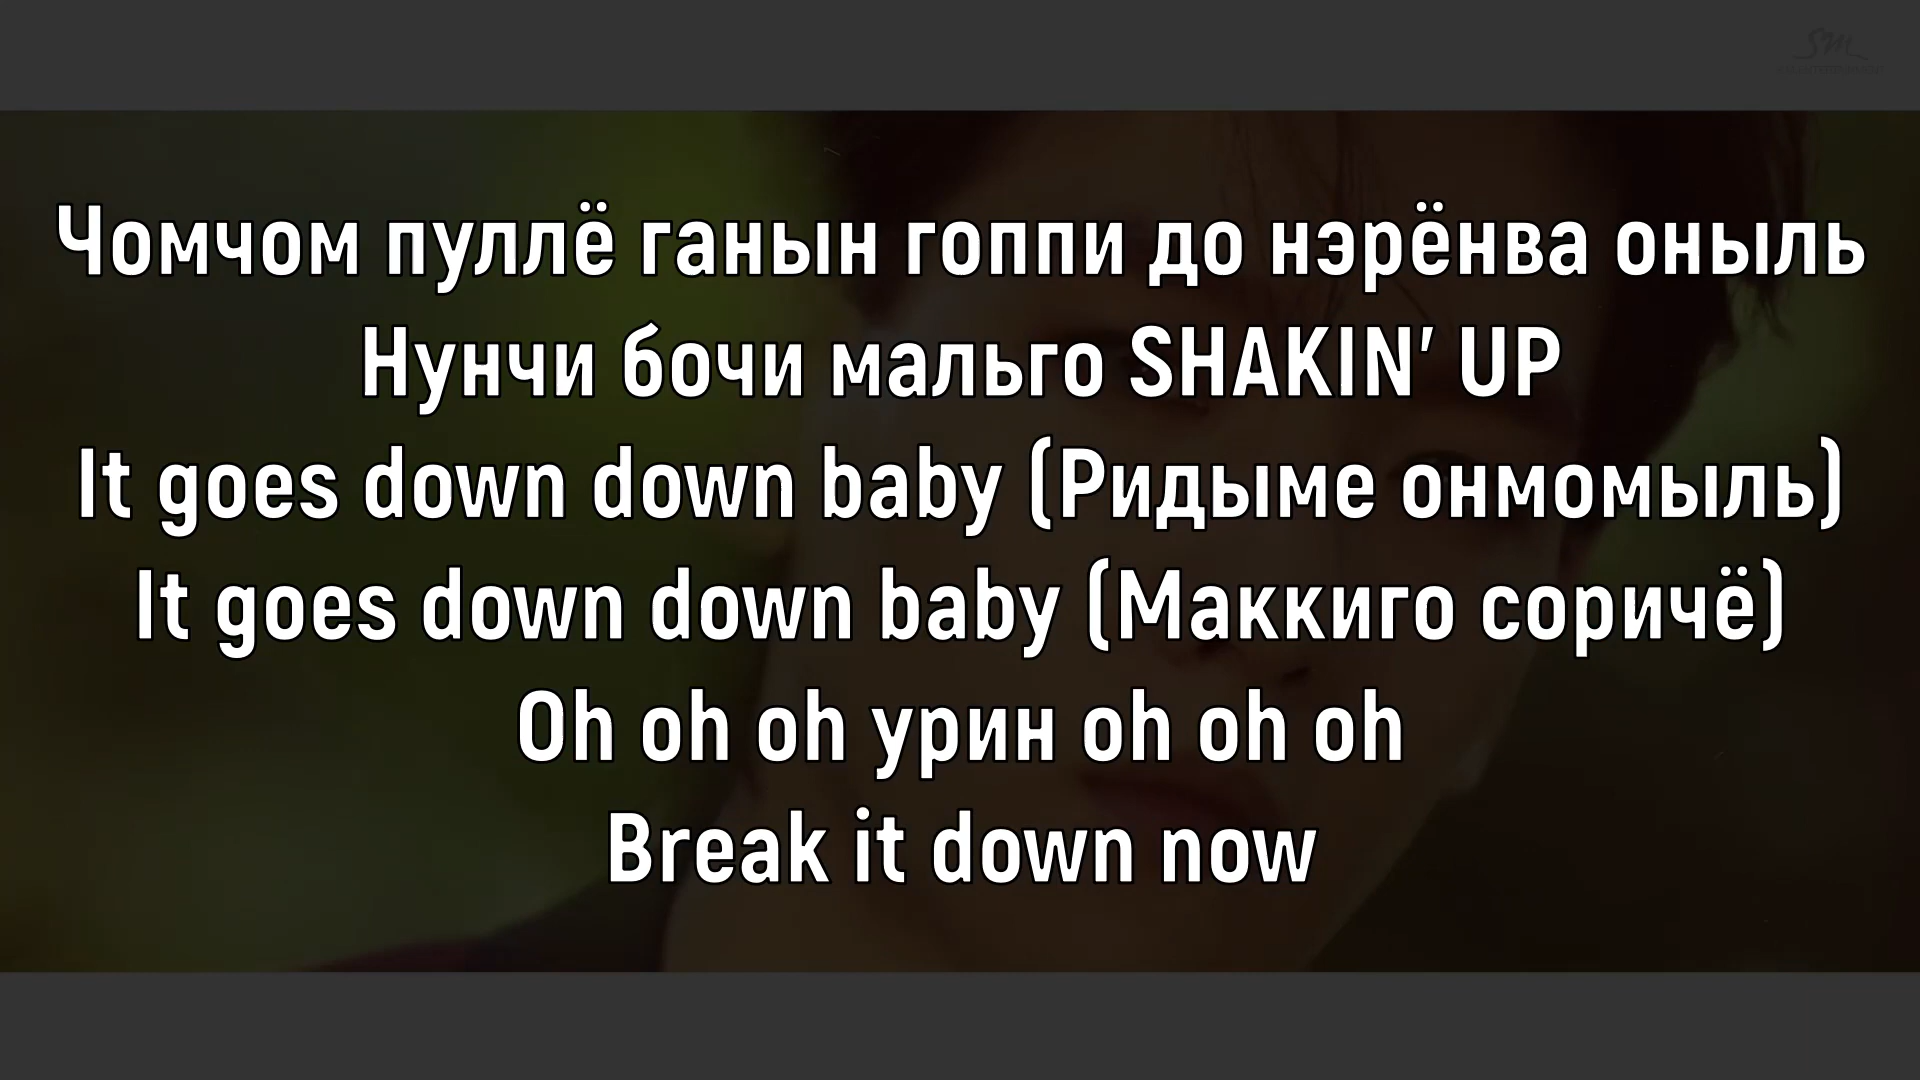 SM
Чомчом пуллё ганын гоппи до нэрёнва оныль
Нунчи бочи мальго SHAKIN’ UP
It goes down down baby (Ридыме онмомыль)
It goes down down baby (Маккиго соричё)
Oh oh oh урин oh oh oh
Break it down now